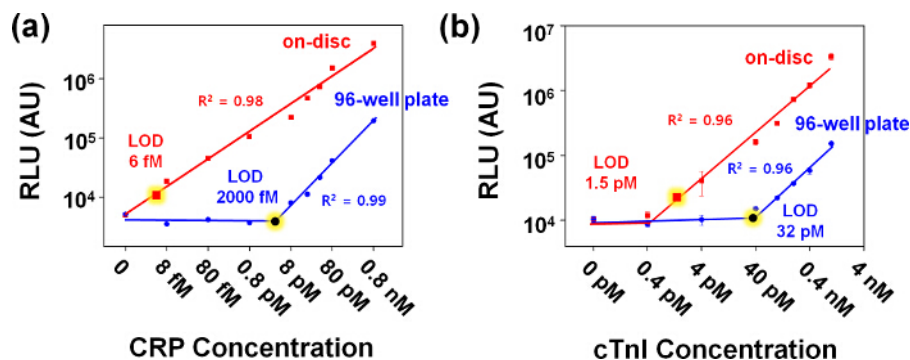 (a)
on-disc
10⁶
R² = 0.98
96-well plate
RLU (AU)
10⁵
LOD
6 fM
LOD
2000 fM
R² = 0.99
10⁴
0
8 fM
80 fM
0.8 pM
8 pM
80 pM
0.8 nM
CRP Concentration
(b)
10⁷
on-disc
10⁶
R² = 0.96
96-well plate
RLU (AU)
10⁵
LOD
1.5 pM
R² = 0.96
LOD
32 pM
10⁴
0 pM
0.4 pM
4 pM
40 pM
0.4 nM
4 nM
cTnI Concentration